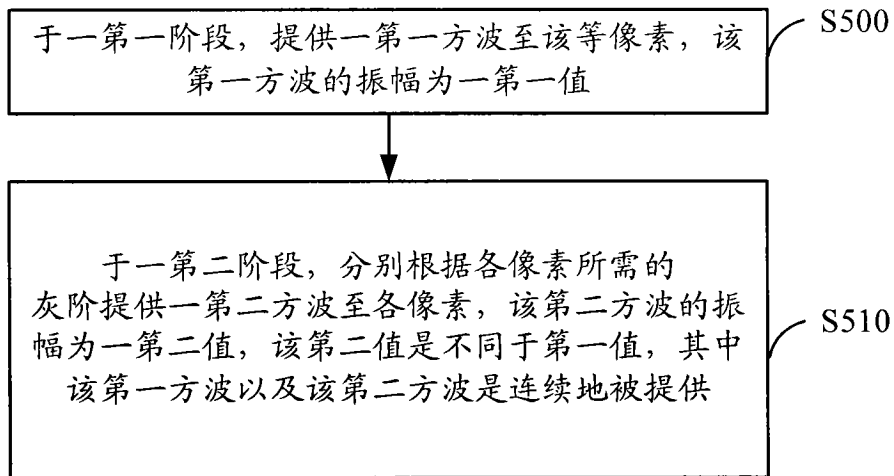 于一第一阶段，提供一第一方波至该等像素，该
第一方波的振幅为一第一值
S500
于一第二阶段，分别根据各像素所需的
灰阶提供一第二方波至各像素，该第二方波的振
幅为一第二值，该第二值是不同于第一值，其中
该第一方波以及该第二方波是连续地被提供
S510